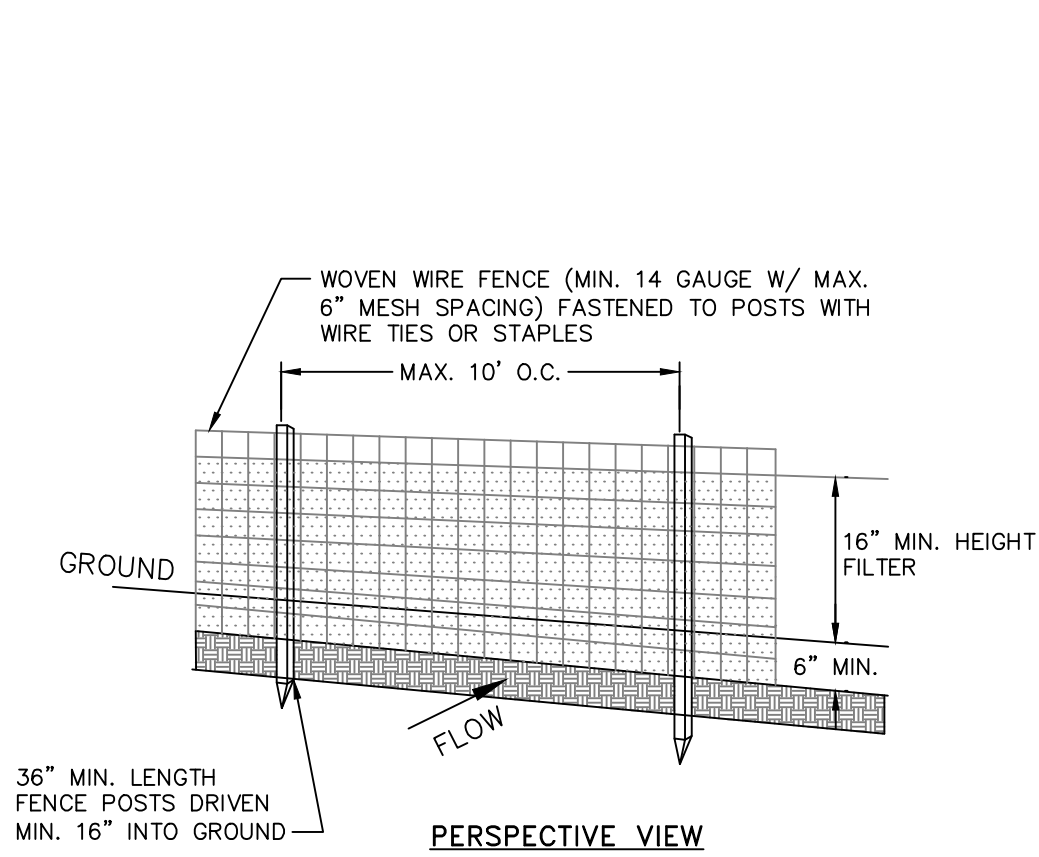 WOVEN WIRE FENCE (MIN. 14 GAUGE W/ MAX.
6” MESH SPACING) FASTENED TO POSTS WITH
WIRE TIES OR STAPLES
MAX. 10’ O.C.
GROUND
16” MIN. HEIGHT
FILTER
6” MIN.
FLOW
36” MIN. LENGTH
FENCE POSTS DRIVEN
MIN. 16” INTO GROUND
PERSPECTIVE VIEW